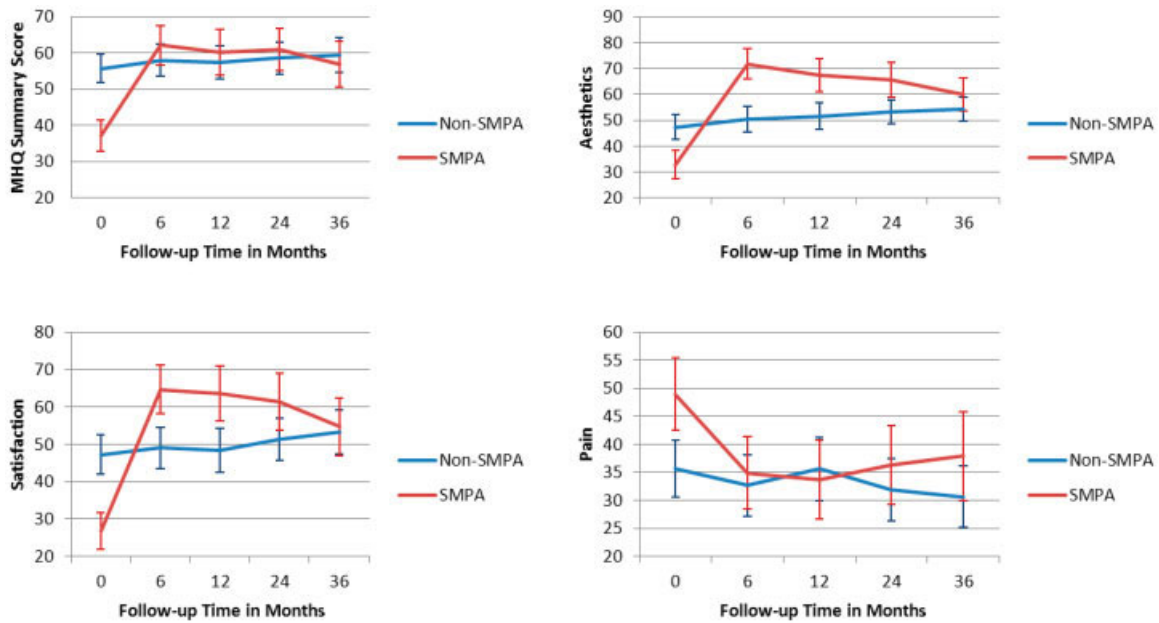 MHQ Summary Score
70
60
50
40
30
20
0 6 12 24 36
Follow-up Time in Months
Non-SMPA
SMPA
Aesthetics
90
80
70
60
50
40
30
20
0 6 12 24 36
Follow-up Time in Months
Non-SMPA
SMPA
Satisfaction
80
70
60
50
40
30
20
0 6 12 24 36
Follow-up Time in Months
Non-SMPA
SMPA
Pain
60
55
50
45
40
35
30
25
20
0 6 12 24 36
Follow-up Time in Months
Non-SMPA
SMPA